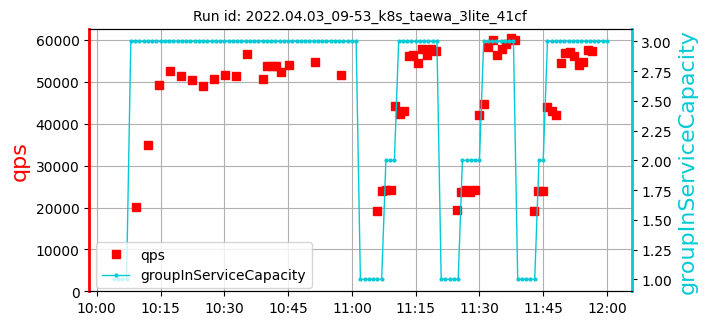 Run id: 2022.04.03_09-53_k8s_taewa_3lite_41cf
60000
50000
40000
30000
20000
10000
0
qps
3.00
2.75
2.50
2.25
2.00
1.75
1.50
1.25
1.00
groupInServiceCapacity
qps
groupInServiceCapacity
10:00 10:15 10:30 10:45 11:00 11:15 11:30 11:45 12:00